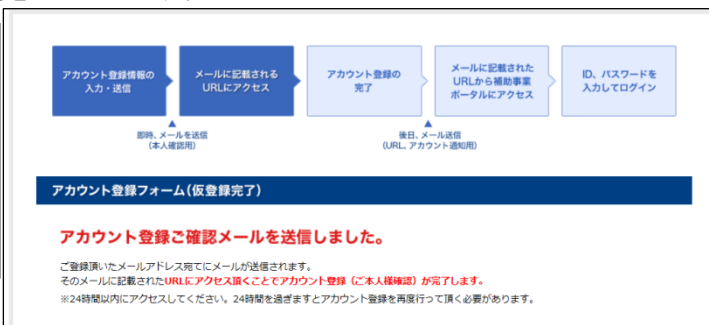 アカウント登録情報の
入力・送信
メールに記載される
URLにアクセス
アカウント登録の
完了
メールに記載された
URLから補助事業
ポータルにアクセス
ID、パスワードを
入力してログイン
即時、メールを送信
(本人確認用)
後日、メール送信
(URL、アカウント通知用)
アカウント登録フォーム(仮登録完了)
アカウント登録ご確認メールを送信しました。
ご登録頂いたメールアドレス宛てにメールが送信されます。
そのメールに記載されたURLにアクセス頂くことでアカウント登録（ご本人様確認）が完了します。
※24時間以内にアクセスしてください。24時間を過ぎますとアカウント登録を再度行って頂く必要があります。